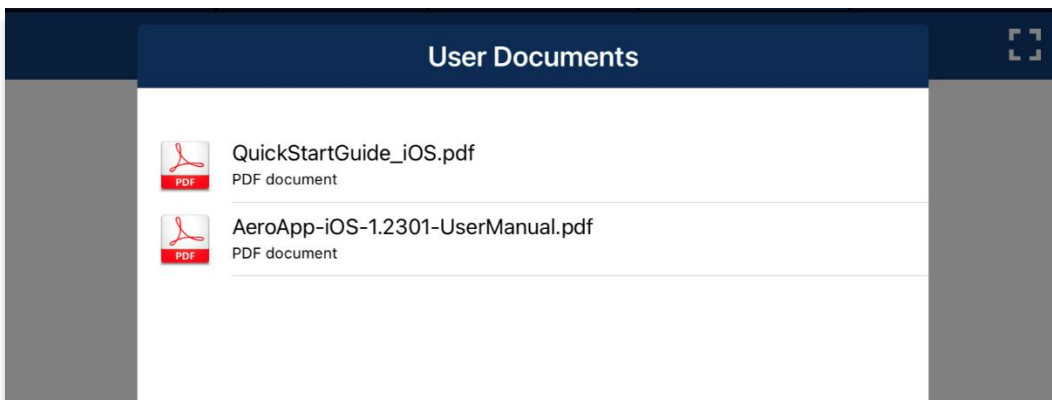 User Documents
QuickStartGuide_iOS.pdf
PDF
PDF document
AeroApp-iOS-1.2301-UserManual.pdf
PDF
PDF document